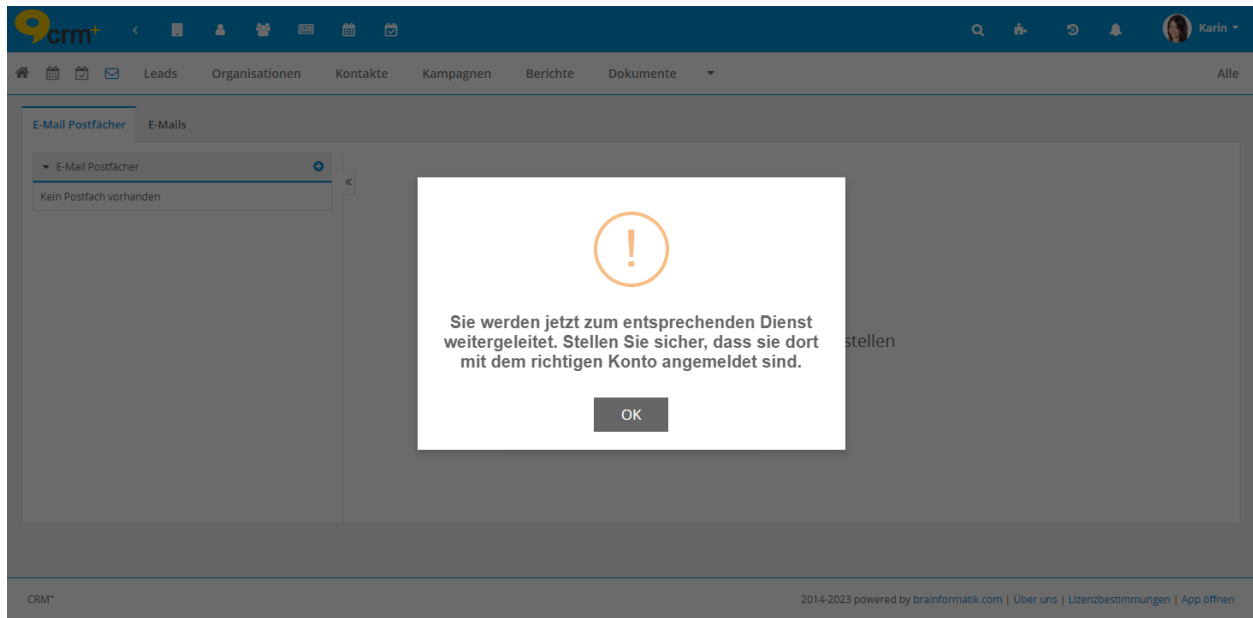 crm+
Karin
Leads Organisationen Kontakte Kampagnen Berichte Dokumente Alle
E-Mail Postfächer E-Mails
E-Mail Postfächer
Kein Postfach vorhanden
!
Sie werden jetzt zum entsprechenden Dienst
weitergeleitet. Stellen Sie sicher, dass sie dort
mit dem richtigen Konto angemeldet sind.
stellen
OK
CRM+ 2014-2023 powered by brainformatik.com | Über uns | Lizenzbestimmungen | App öffnen